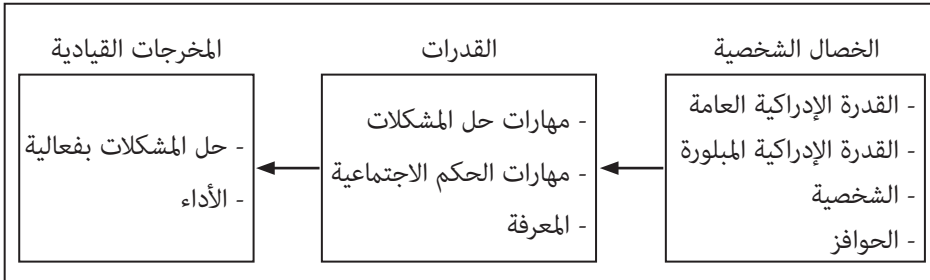 الخصال الشخصية
- القدرة الإدراكية العامة
- القدرة الإدراكية المبلورة
- الشخصية
- الحوافز
القدرات
- مهارات حل المشكلات
- مهارات الحكم الاجتماعية
- المعرفة
المخرجات القيادية
- حل المشكلات بفعالية
- الأداء